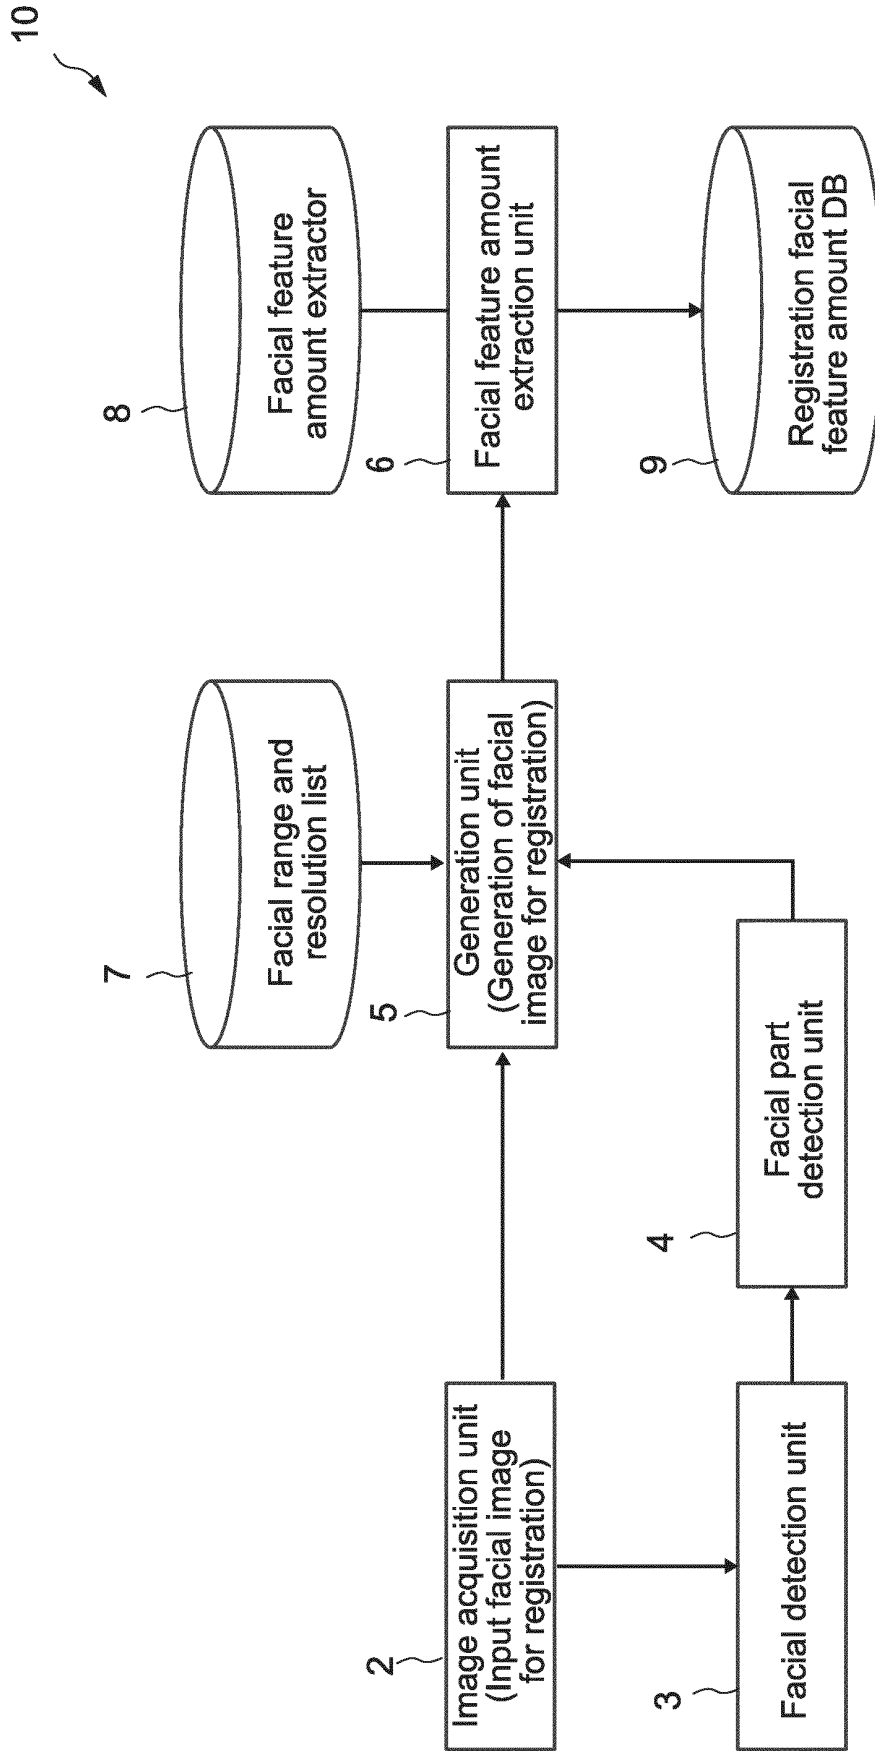 10
7
Facial range and
resolution list
8
Facial feature
amount extractor
2
Image acquisition unit
(Input facial image
for registration)
5
Generation unit
(Generation of facial
image for registration)
6
Facial feature amount
extraction unit
3
Facial detection unit
4
Facial part
detection unit
9
Registration facial
feature amount DB